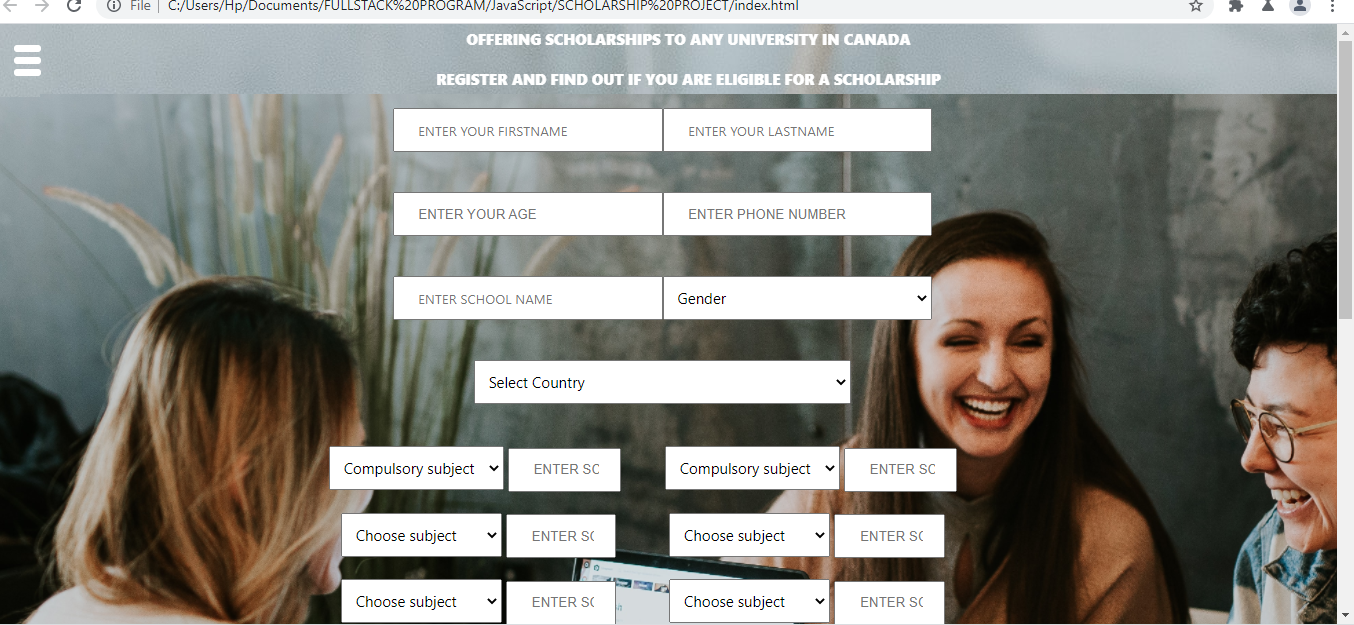 File C:/Users/Hp/Documents/FULLSTACK%20PROGRAM/JavaScript/SCHOLARSHIP%20PROJECT/index.html
OFFERING SCHOLARSHIPS TO ANY UNIVERSITY IN CANADA
REGISTER AND FIND OUT IF YOU ARE ELIGIBLE FOR A SCHOLARSHIP
ENTER YOUR FIRSTNAME ENTER YOUR LASTNAME
ENTER YOUR AGE ENTER PHONE NUMBER
ENTER SCHOOL NAME Gender
Select Country
Compulsory subject ENTER SC Compulsory subject ENTER SC
Choose subject ENTER SC Choose subject ENTER SC
Choose subject ENTER SC Choose subject ENTER SC